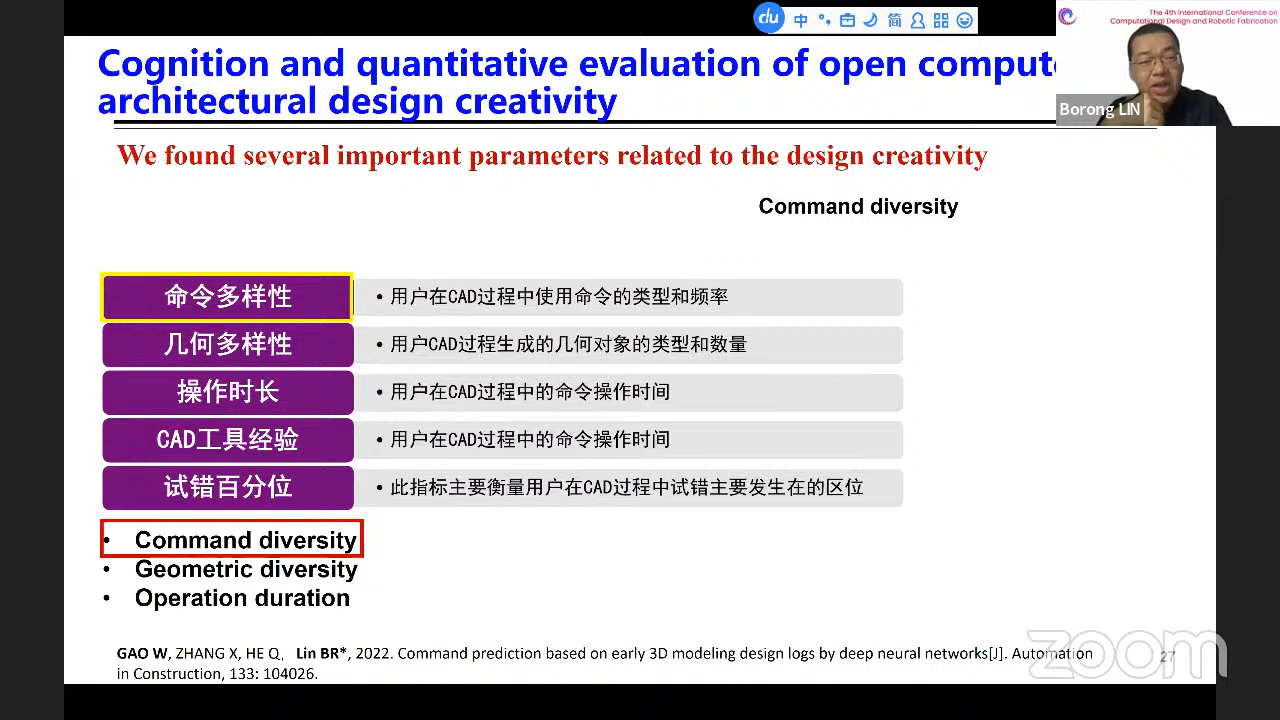 du 中 简
The 4th International Conference on
Computational Design and Robotic Fabrication
Borong LIN
Cognition and quantitative evaluation of open compute
architectural design creativity
We found several important parameters related to the design creativity
Command diversity
命令多样性 • 用户在CAD过程中使用命令的类型和频率
几何多样性 • 用户CAD过程生成的几何对象的类型和数量
操作时长 • 用户在CAD过程中的命令操作时间
CAD工具经验 • 用户在CAD过程中的命令操作时间
试错百分位 • 此指标主要衡量用户在CAD过程中试错主要发生在的区位
• Command diversity
• Geometric diversity
• Operation duration
GAO W, ZHANG X, HE Q, Lin BR*, 2022. Command prediction based on early 3D modeling design logs by deep neural networks[J]. Automation
in Construction, 133: 104026.
zoom
27